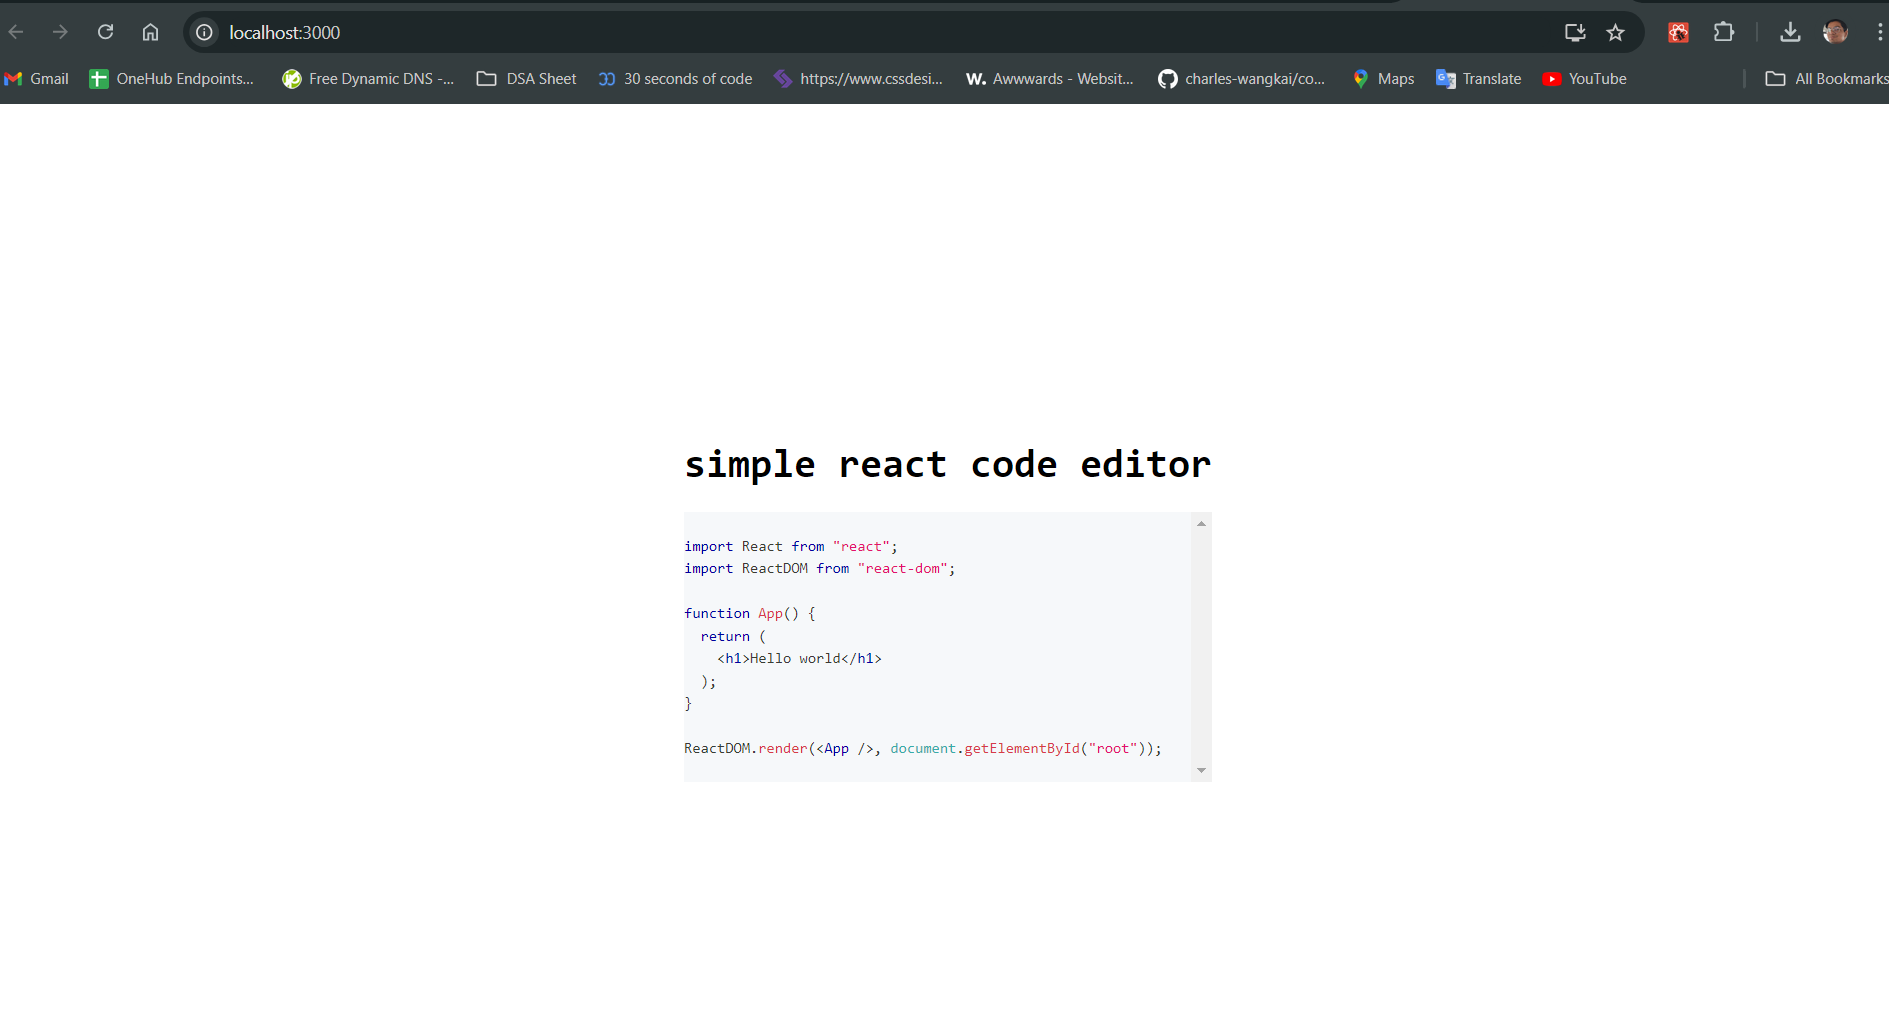 localhost:3000
Gmail OneHub Endpoints... Free Dynamic DNS -... DSA Sheet 30 seconds of code https://www.cssdesi... W. Awwwards - Websit... charles-wangkai/co... Maps Translate YouTube All Bookmarks
simple react code editor
import React from "react";
import ReactDOM from "react-dom";
function App() {
  return (
    <h1>Hello world</h1>
  );
}
ReactDOM.render(<App />, document.getElementById("root"));